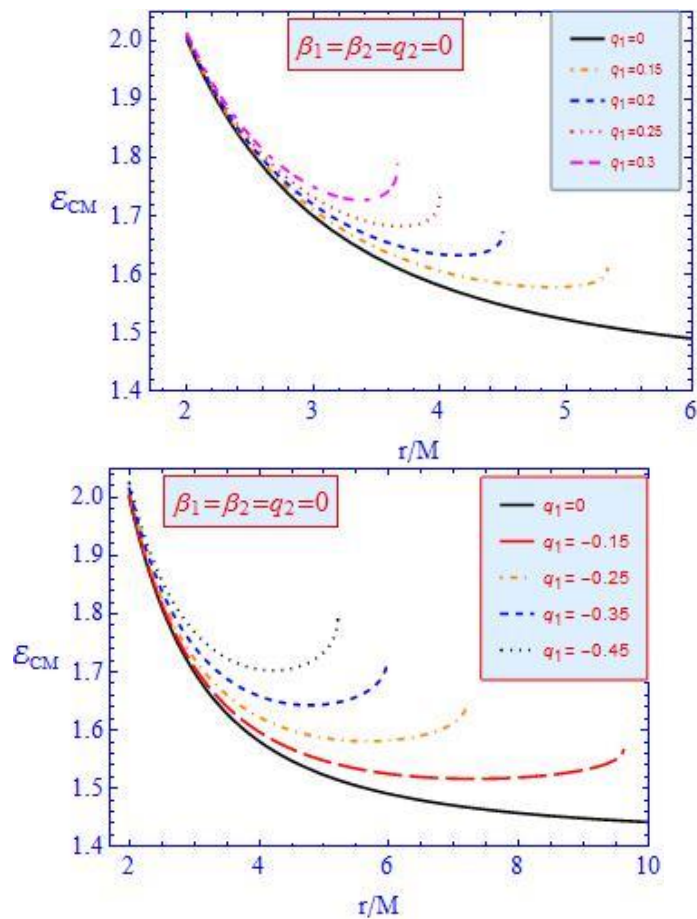 2.0
1.9
1.8
1.7
1.6
1.5
1.4
ℰCM
β1=β2=q2=0
q1=0
q1=0.15
q1=0.2
q1=0.25
q1=0.3
2 3 4 5 6
r/M
2.0
1.9
1.8
1.7
1.6
1.5
1.4
ℰCM
β1=β2=q2=0
q1=0
q1=-0.15
q1=-0.25
q1=-0.35
q1=-0.45
2 4 6 8 10
r/M